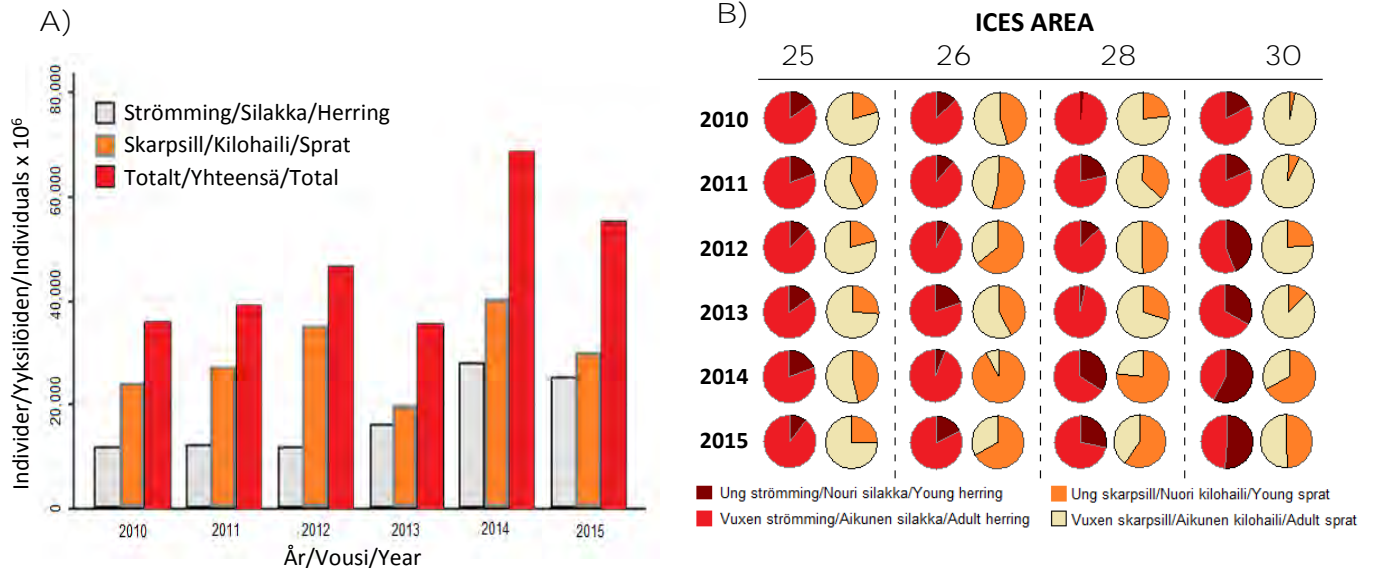 A)
Individer/Yyksilöiden/Individuals x 10⁶
80,000
60,000
40,000
20,000
0
Strömming/Silakka/Herring
Skarpsill/Kilohaili/Sprat
Totalt/Yhteensä/Total
2010 2011 2012 2013 2014 2015
År/Vousi/Year
B)
ICES AREA
25 26 28 30
2010
2011
2012
2013
2014
2015
Ung strömming/Nouri silakka/Young herring
Vuxen strömming/Aikunen silakka/Adult herring
Ung skarpsill/Nuori kilohaili/Young sprat
Vuxen skarpsill/Aikunen kilohaili/Adult sprat